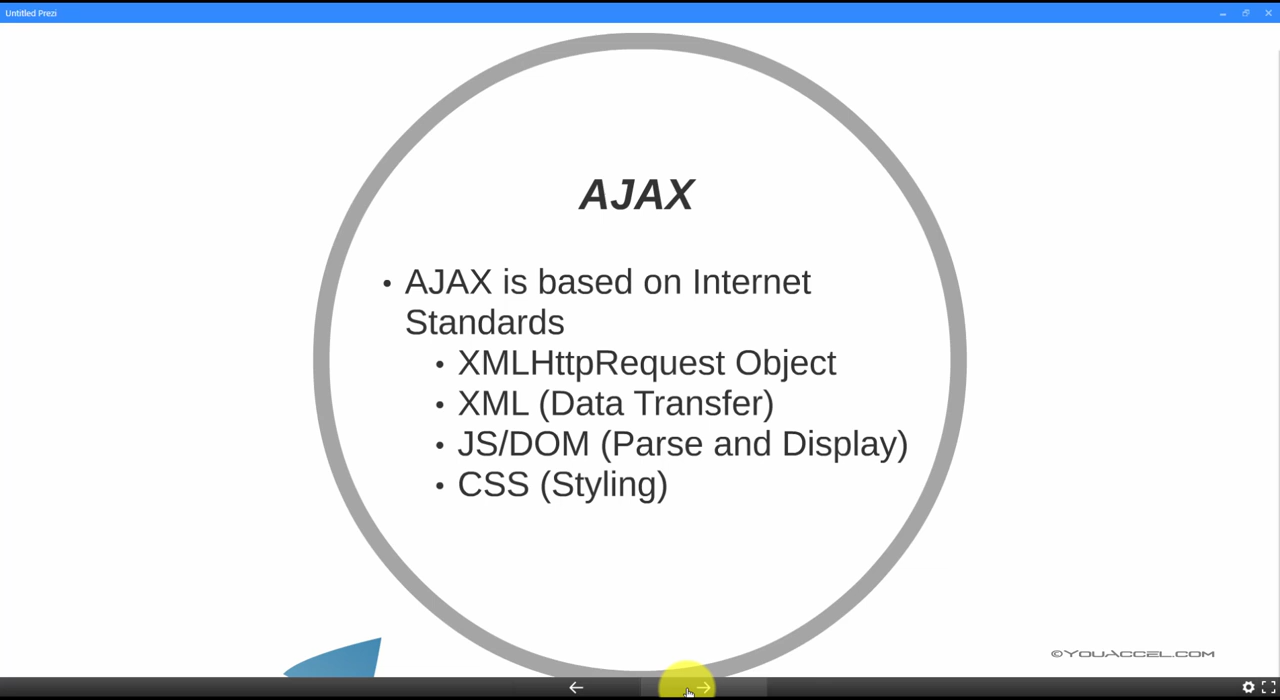 Untitled Prezi
AJAX
• AJAX is based on Internet
Standards
• XMLHttpRequest Object
• XML (Data Transfer)
• JS/DOM (Parse and Display)
• CSS (Styling)
©YOUACCEL.COM